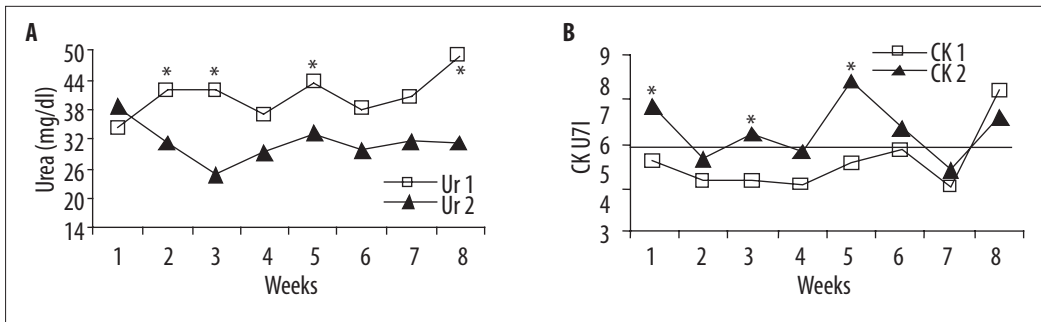 A
Urea (mg/dl)
50
44
38
32
26
20
14
* * * *
Ur 1
Ur 2
1 2 3 4 5 6 7 8
Weeks
B
CK U7I
9
8
7
6
5
4
3
* * *
CK 1
CK 2
1 2 3 4 5 6 7 8
Weeks